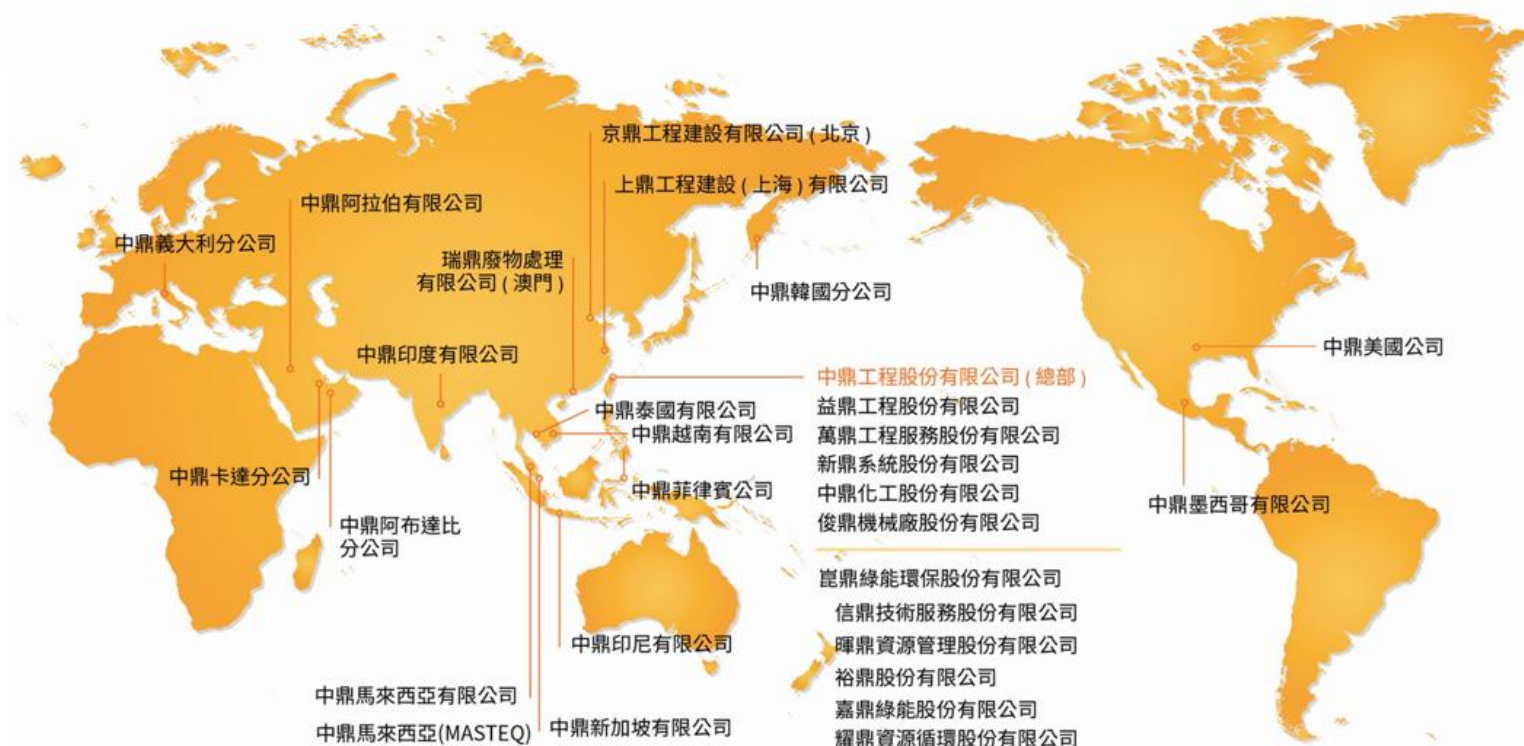 京鼎工程建設有限公司 ( 北京 )
上鼎工程建設 ( 上海 ) 有限公司
中鼎阿拉伯有限公司
中鼎義大利分公司
瑞鼎廢物處理
有限公司 ( 澳門 )
中鼎韓國分公司
中鼎印度有限公司
中鼎美國公司
中鼎工程股份有限公司 ( 總部 )
益鼎工程股份有限公司
萬鼎工程服務股份有限公司
新鼎系統股份有限公司
中鼎化工股份有限公司
俊鼎機械廠股份有限公司
中鼎泰國有限公司
中鼎越南有限公司
中鼎卡達分公司
中鼎菲律賓公司
中鼎墨西哥有限公司
中鼎阿布達比
分公司
崑鼎綠能環保股份有限公司
信鼎技術服務股份有限公司
暉鼎資源管理股份有限公司
裕鼎股份有限公司
嘉鼎綠能股份有限公司
耀鼎資源循環股份有限公司
中鼎印尼有限公司
中鼎馬來西亞有限公司
中鼎馬來西亞(MASTEQ)
中鼎新加坡有限公司